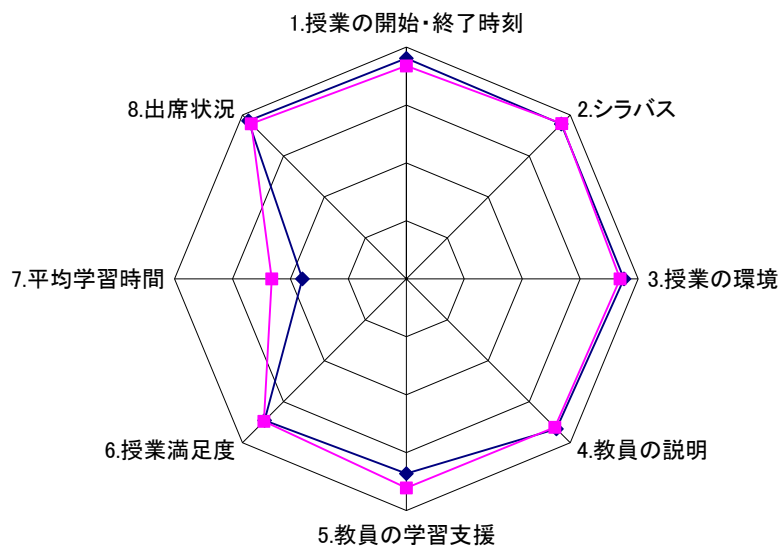 1.授業の開始・終了時刻
2.シラバス
3.授業の環境
4.教員の説明
5.教員の学習支援
6.授業満足度
7.平均学習時間
8.出席状況